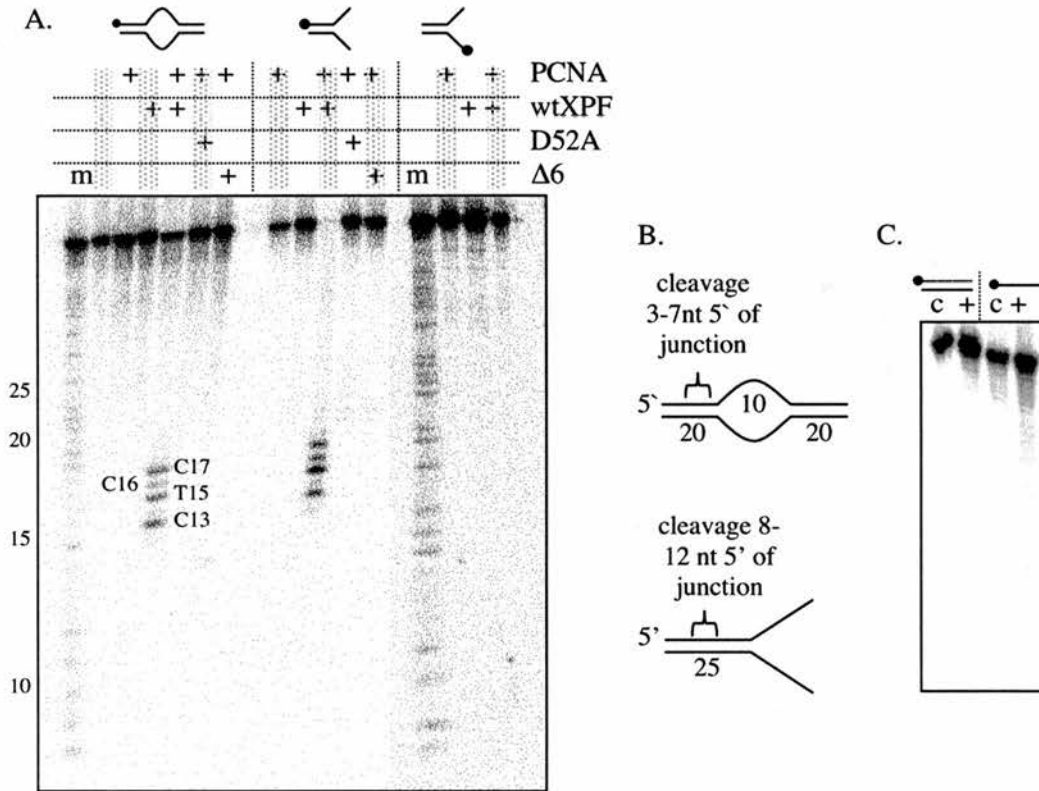 A.
+ + + + + + + + + + PCNA
+ + + + + + wtXPF
+ + D52A
m + + m Δ6
25
20
15
10
C17
C16
T15
C13
B.
cleavage
3-7nt 5` of
junction
5`
10
20 20
cleavage 8-
12 nt 5' of
junction
5'
25
C.
c + c +